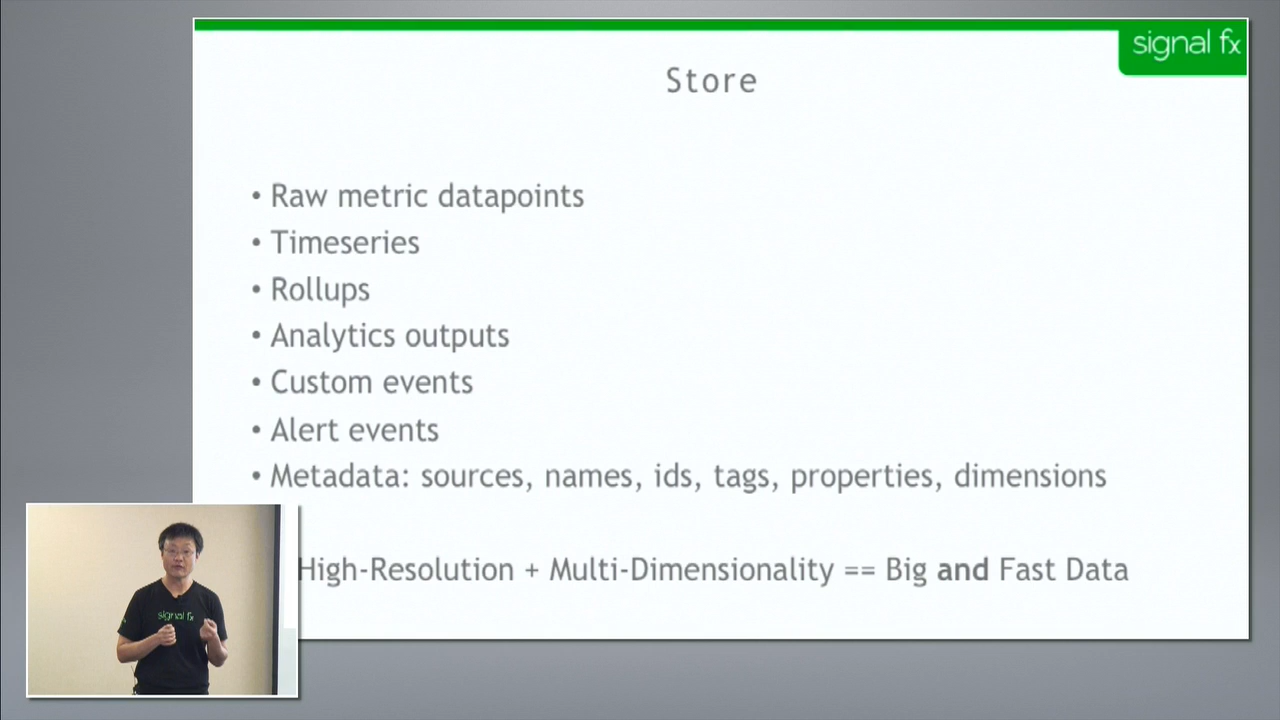 signal fx
Store
• Raw metric datapoints
• Timeseries
• Rollups
• Analytics outputs
• Custom events
• Alert events
• Metadata: sources, names, ids, tags, properties, dimensions
High-Resolution + Multi-Dimensionality == Big and Fast Data
signal fx